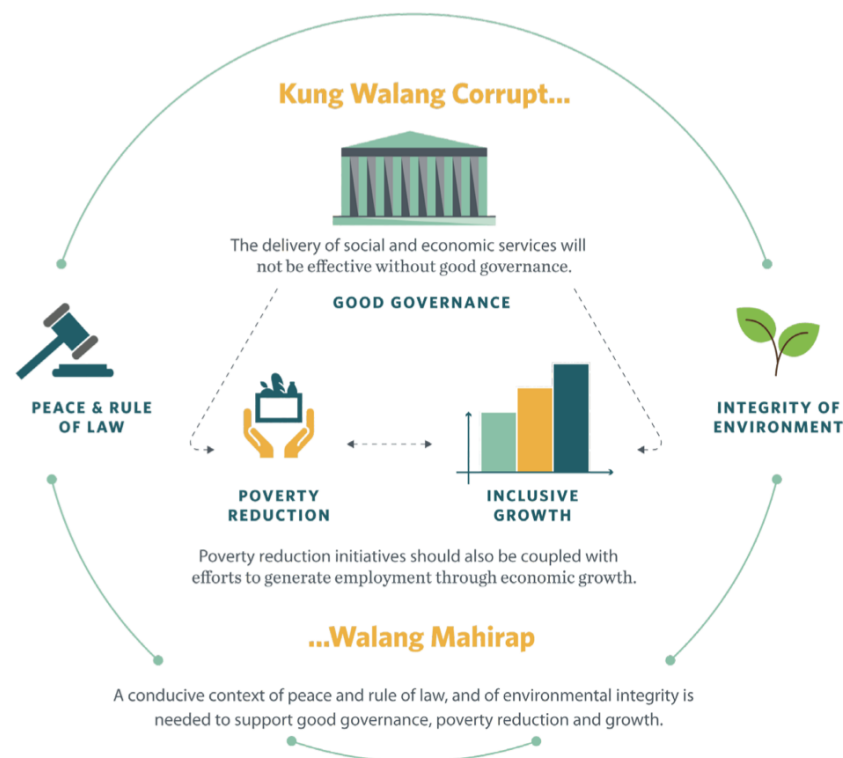 Kung Walang Corrupt...
The delivery of social and economic services will
not be effective without good governance.
GOOD GOVERNANCE
PEACE & RULE
OF LAW
INTEGRITY OF
ENVIRONMENT
POVERTY
REDUCTION
INCLUSIVE
GROWTH
Poverty reduction initiatives should also be coupled with
efforts to generate employment through economic growth.
...Walang Mahirap
A conducive context of peace and rule of law, and of environmental integrity is
needed to support good governance, poverty reduction and growth.